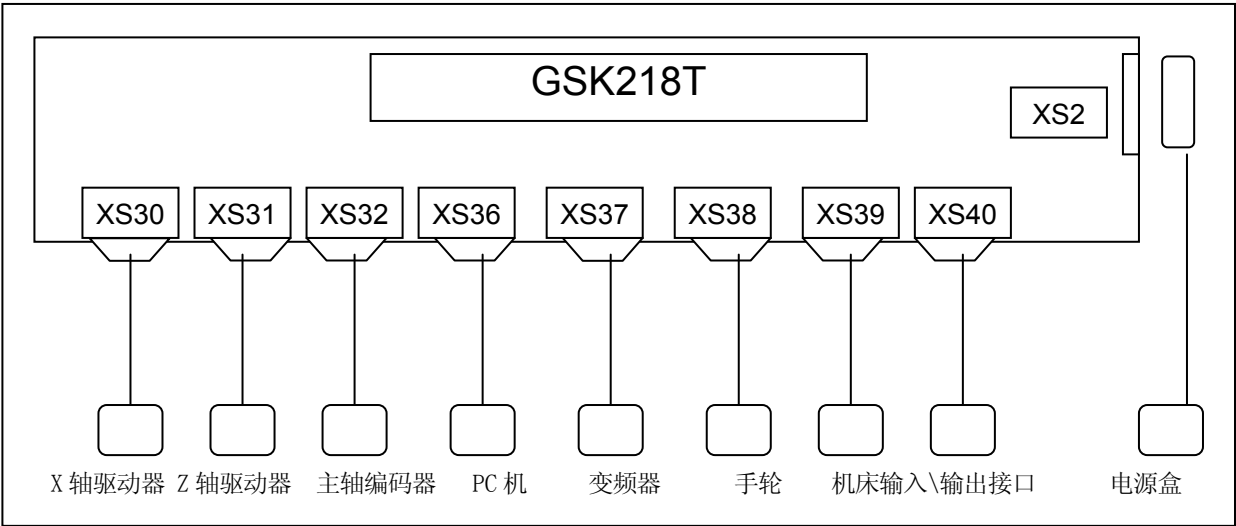 GSK218T
XS2
XS30 XS31 XS32 XS36 XS37 XS38 XS39 XS40
X 轴驱动器 Z 轴驱动器 主轴编码器 PC 机 变频器 手轮 机床输入\输出接口 电源盒